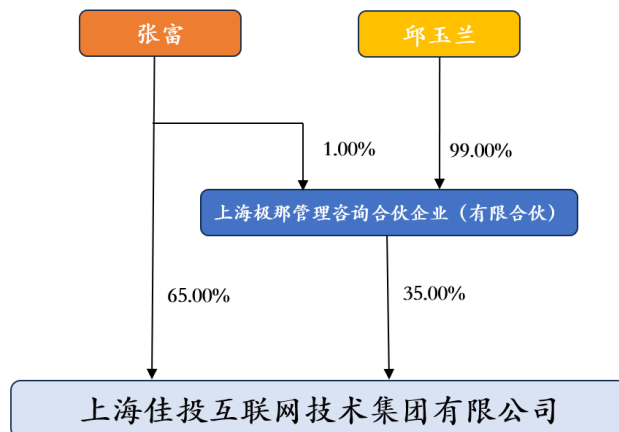 张富
邱玉兰
1.00%
99.00%
上海极那管理咨询合伙企业（有限合伙）
65.00%
35.00%
上海佳投互联网技术集团有限公司